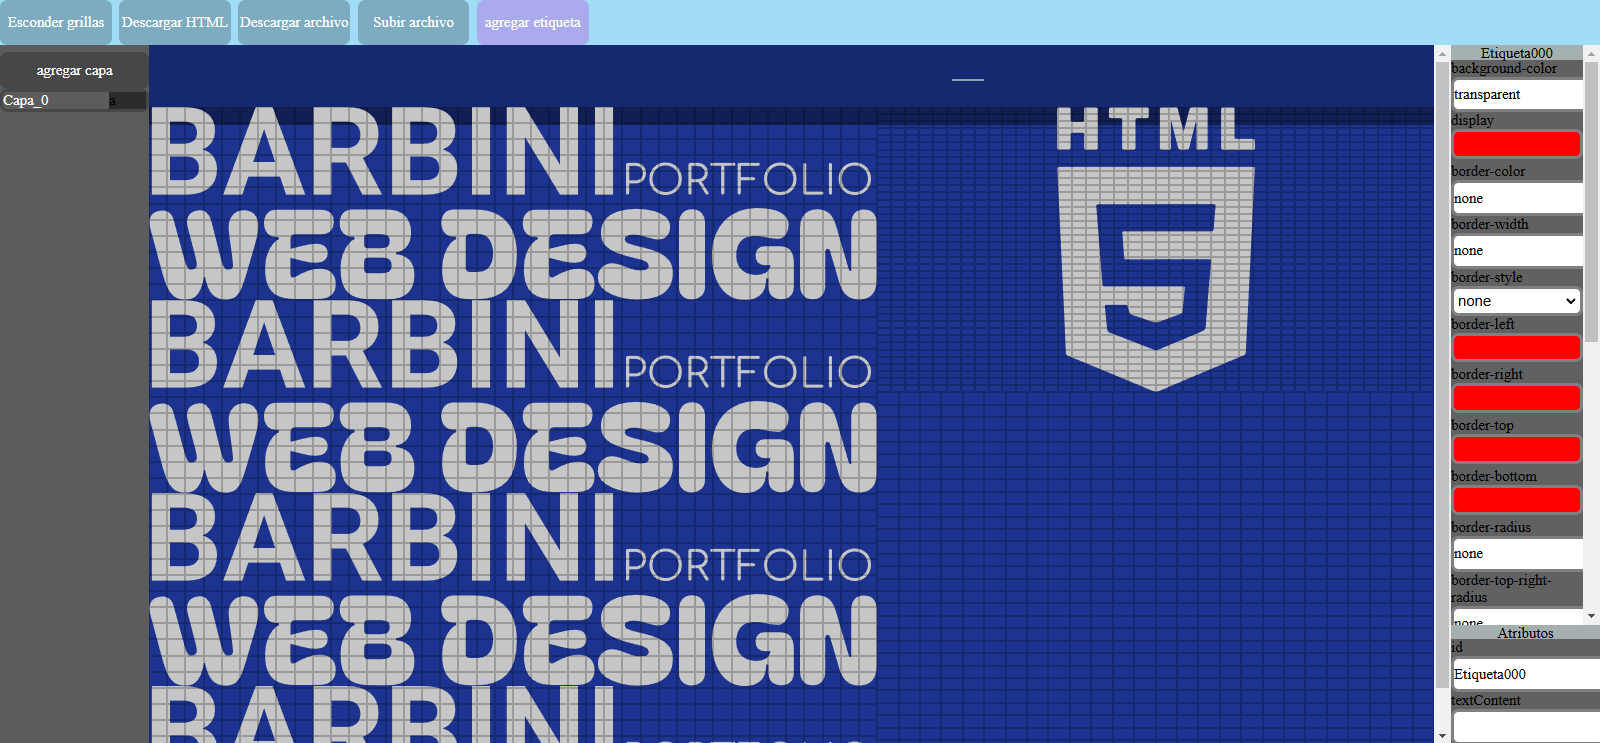 Esconder grillas
Descargar HTML
Descargar archivo
Subir archivo
agregar etiqueta
agregar capa
Capa_0
a
BARBINI PORTFOLIO
WEB DESIGN
BARBINI PORTFOLIO
WEB DESIGN
BARBINI PORTFOLIO
WEB DESIGN
BARBINI PORTFOLIO
HTML
5
Etiqueta000
background-color
transparent
display
border-color
none
border-width
none
border-style
none
border-left
border-right
border-top
border-bottom
border-radius
none
border-top-right-
radius
none
Atributos
id
Etiqueta000
textContent